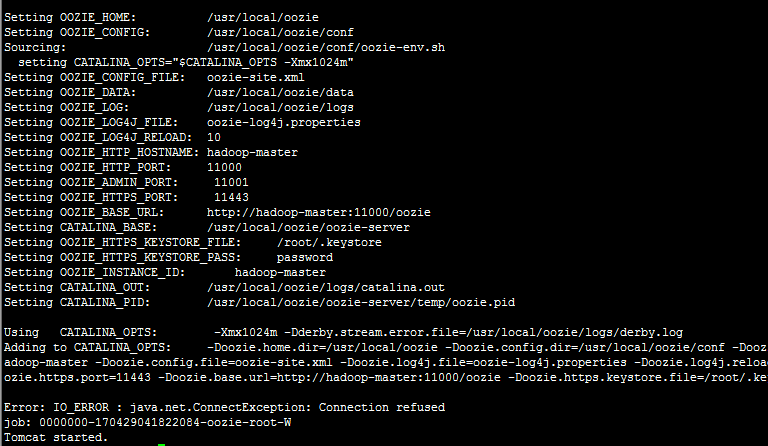 Setting OOZIE_HOME: /usr/local/oozie
Setting OOZIE_CONFIG: /usr/local/oozie/conf
Sourcing: /usr/local/oozie/conf/oozie-env.sh
setting CATALINA_OPTS="$CATALINA_OPTS -Xmx1024m"
Setting OOZIE_CONFIG_FILE: oozie-site.xml
Setting OOZIE_DATA: /usr/local/oozie/data
Setting OOZIE_LOG: /usr/local/oozie/logs
Setting OOZIE_LOG4J_FILE: oozie-log4j.properties
Setting OOZIE_LOG4J_RELOAD: 10
Setting OOZIE_HTTP_HOSTNAME: hadoop-master
Setting OOZIE_HTTP_PORT: 11000
Setting OOZIE_ADMIN_PORT: 11001
Setting OOZIE_HTTPS_PORT: 11443
Setting OOZIE_BASE_URL: http://hadoop-master:11000/oozie
Setting CATALINA_BASE: /usr/local/oozie/oozie-server
Setting OOZIE_HTTPS_KEYSTORE_FILE: /root/.keystore
Setting OOZIE_HTTPS_KEYSTORE_PASS: password
Setting OOZIE_INSTANCE_ID: hadoop-master
Setting CATALINA_OUT: /usr/local/oozie/logs/catalina.out
Setting CATALINA_PID: /usr/local/oozie/oozie-server/temp/oozie.pid
Using CATALINA_OPTS: -Xmx1024m -Dderby.stream.error.file=/usr/local/oozie/logs/derby.log
Adding to CATALINA_OPTS: -Doozie.home.dir=/usr/local/oozie -Doozie.config.dir=/usr/local/oozie/conf -Dooz
adoop-master -Doozie.config.file=oozie-site.xml -Doozie.log4j.file=oozie-log4j.properties -Doozie.log4j.reloa
ozie.https.port=11443 -Doozie.base.url=http://hadoop-master:11000/oozie -Doozie.https.keystore.file=/root/.ke
Error: IO_ERROR : java.net.ConnectException: Connection refused
job: 0000000-170429041822084-oozie-root-W
Tomcat started.